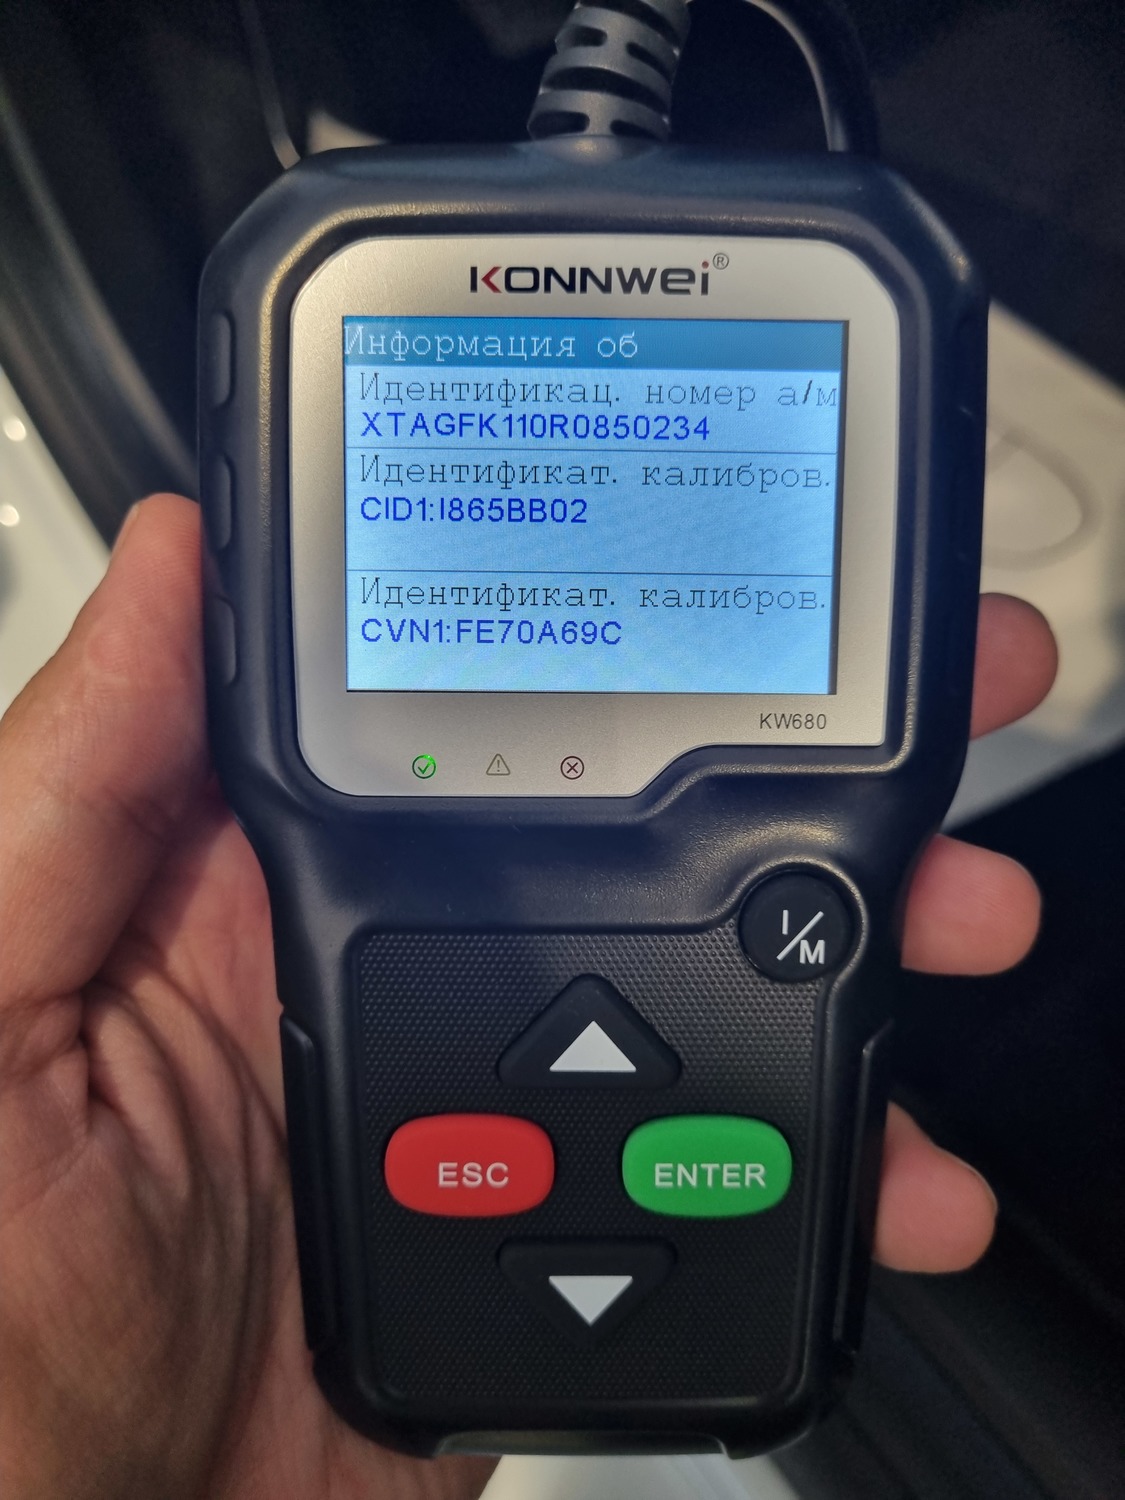 KONNWEI®
Информация об
Идентификац. номер а/м
XTAGFK110R0850234
Идентификат. калибров.
CID1:I865BB02
Идентификат. калибров.
CVN1:FE70A69C
KW680
I/M
ESC
ENTER